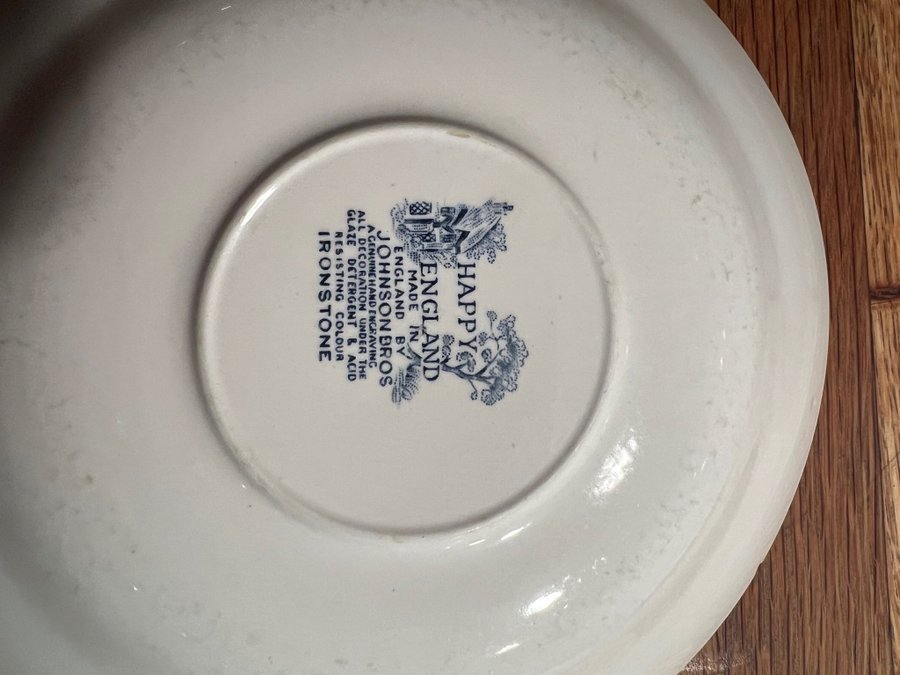 HAPPY
ENGLAND
MADE IN
ENGLAND BY
JOHNSON BROS
A GENUINE HAND ENGRAVING
ALL DECORATION UNDER THE
GLAZE DETERGENT & ACID
RESISTING COLOUR
IRONSTONE